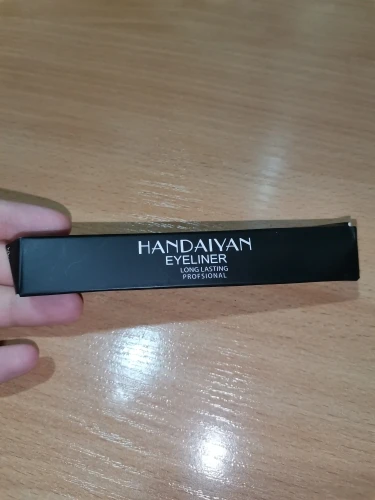 HANDAIYAN
EYELINER
LONG LASTING
PROFSIONAL